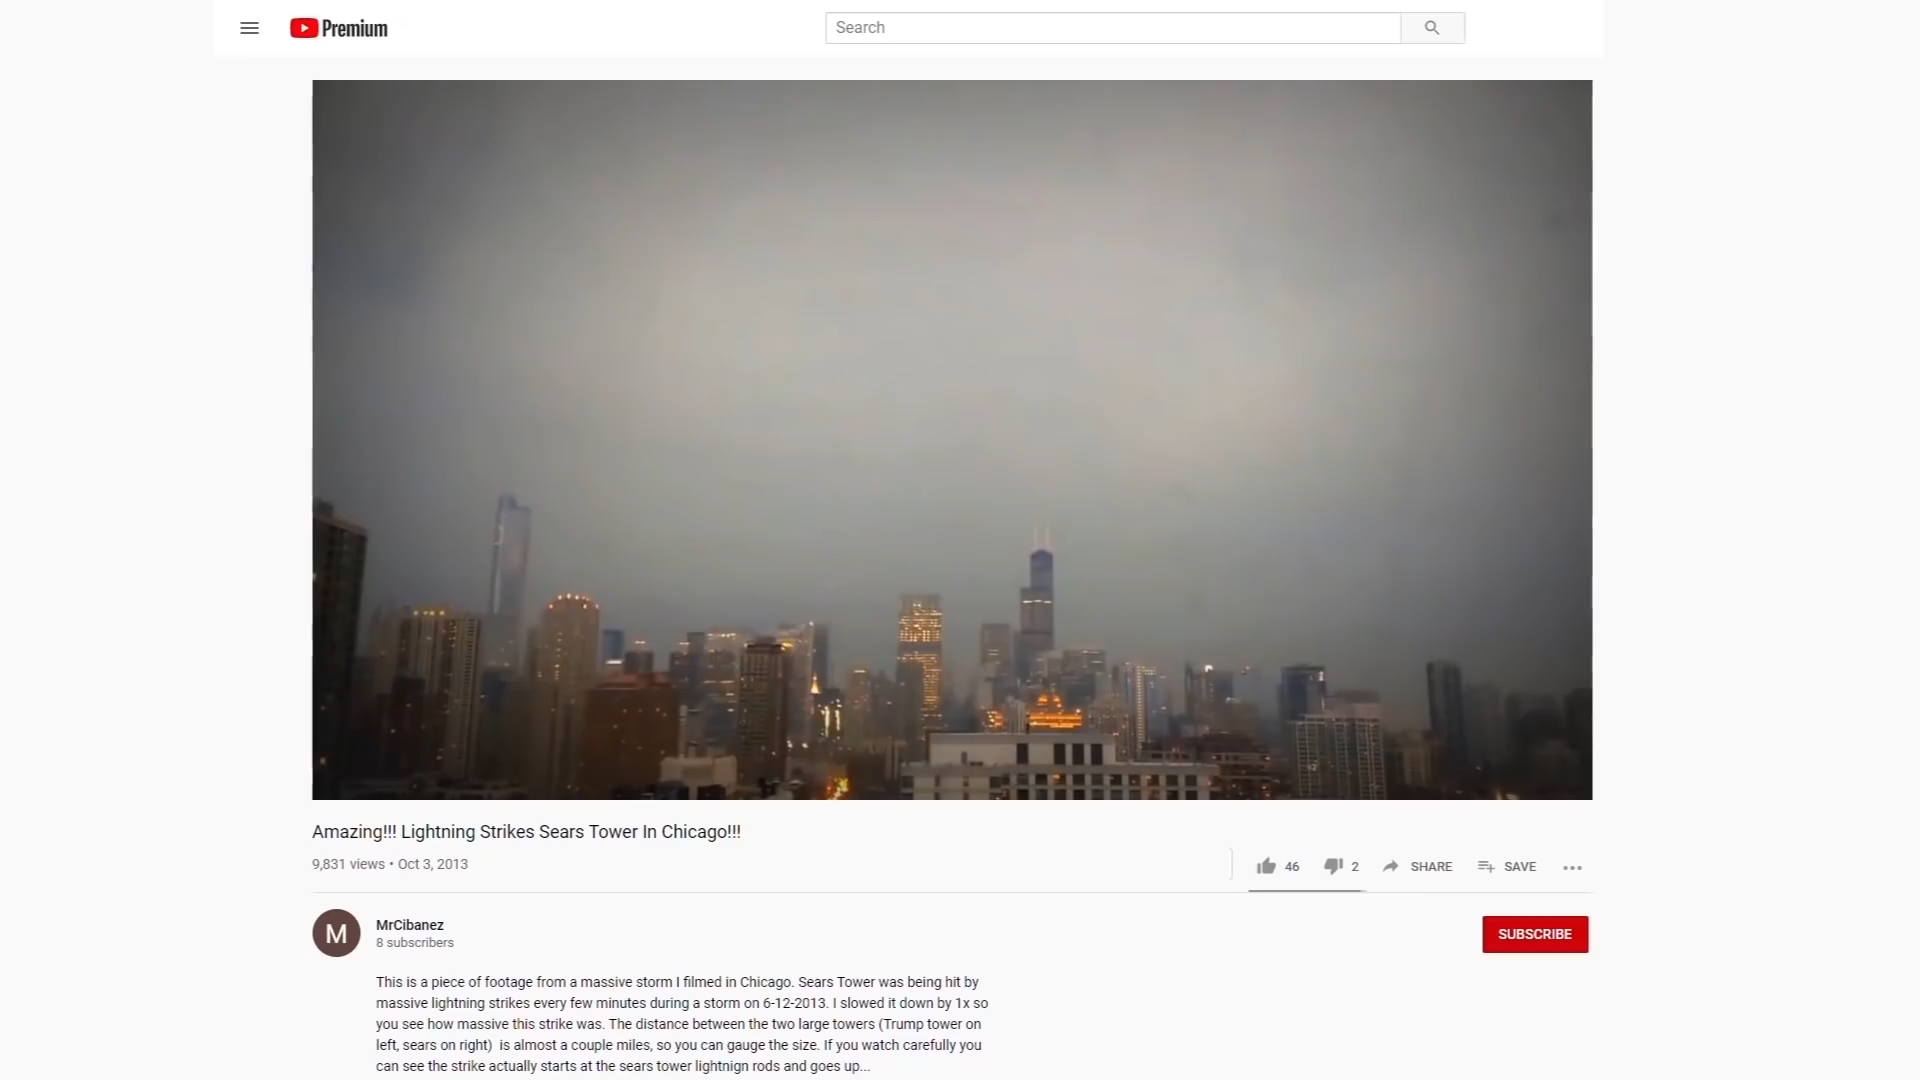 Premium
Search
Amazing!!! Lightning Strikes Sears Tower In Chicago!!!
9,831 views • Oct 3, 2013
46
2
SHARE
SAVE
M
MrCibanez
8 subscribers
SUBSCRIBE
This is a piece of footage from a massive storm I filmed in Chicago. Sears Tower was being hit by
massive lightning strikes every few minutes during a storm on 6-12-2013. I slowed it down by 1x so
you see how massive this strike was. The distance between the two large towers (Trump tower on
left, sears on right)  is almost a couple miles, so you can gauge the size. If you watch carefully you
can see the strike actually starts at the sears tower lightnign rods and goes up...